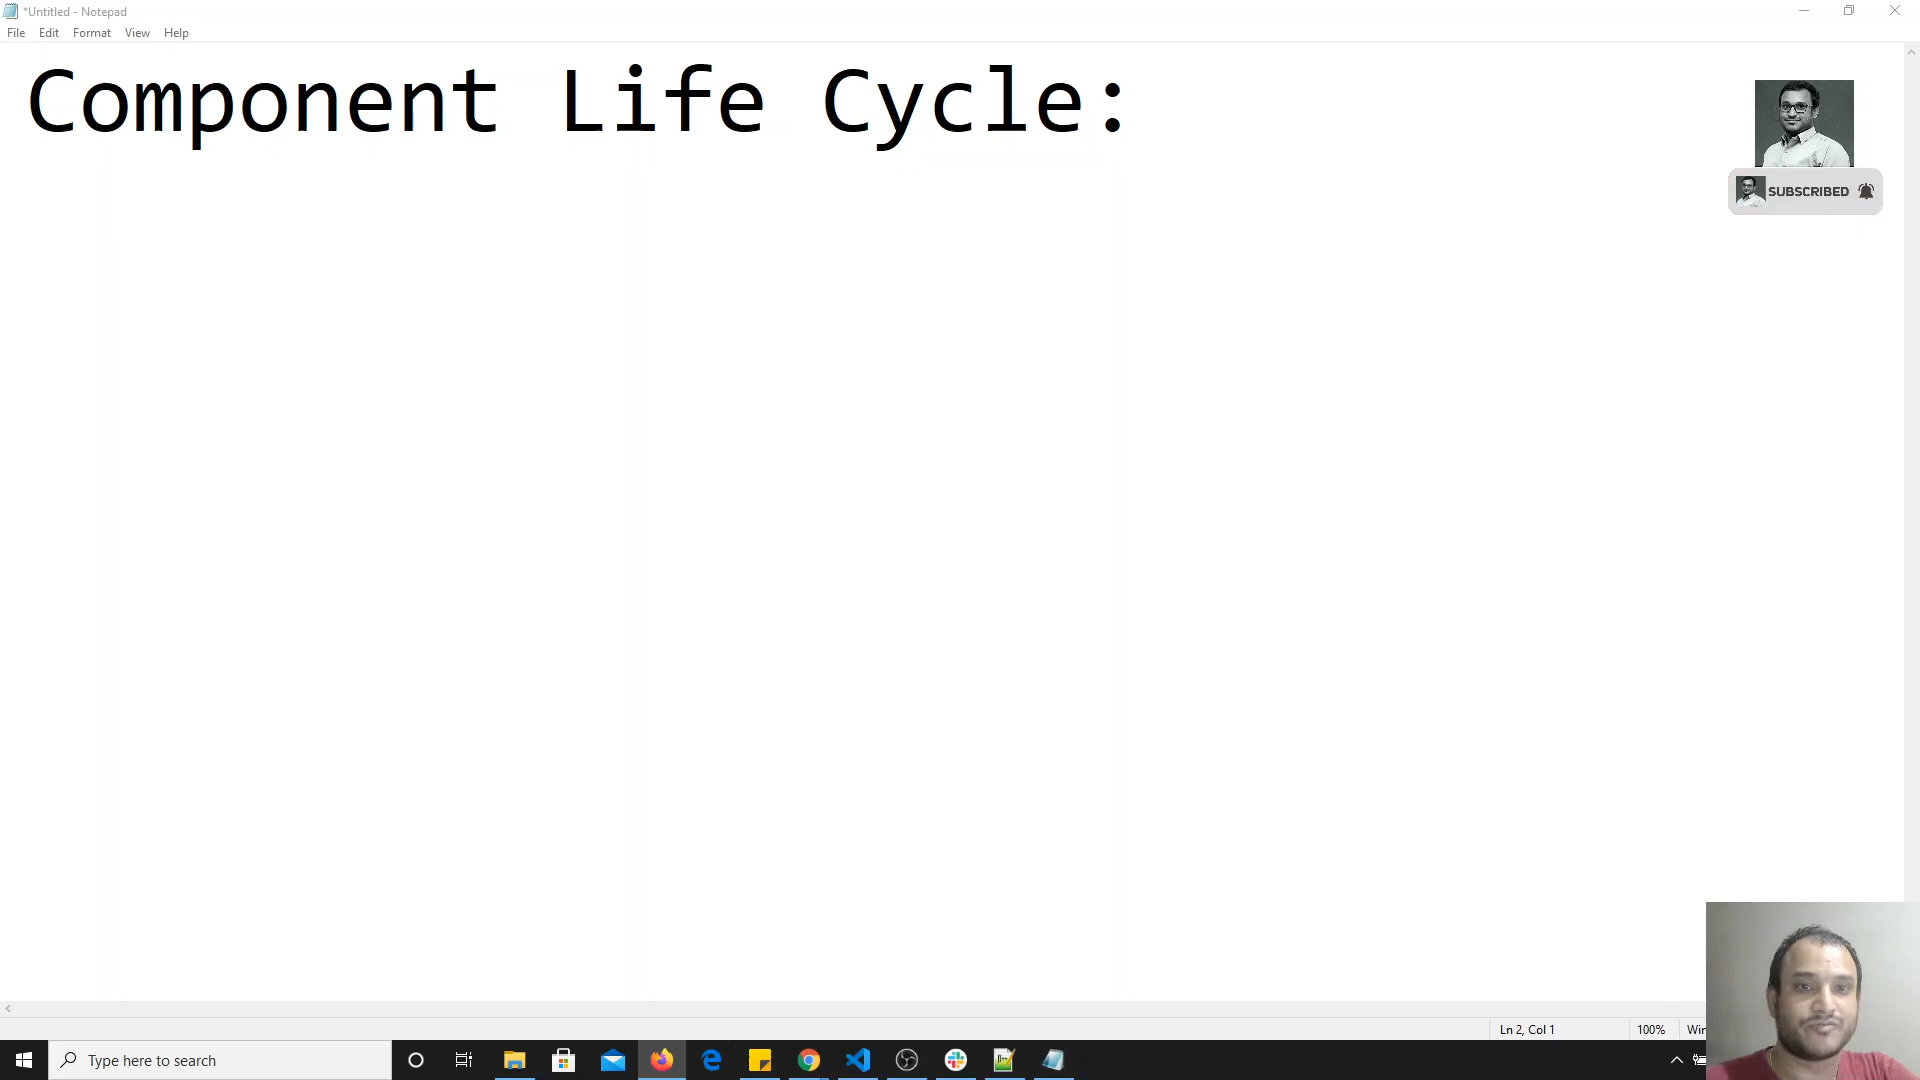 *Untitled - Notepad
File Edit Format View Help
Component Life Cycle:
SUBSCRIBED
Ln 2, Col 1
100%
Win
Type here to search